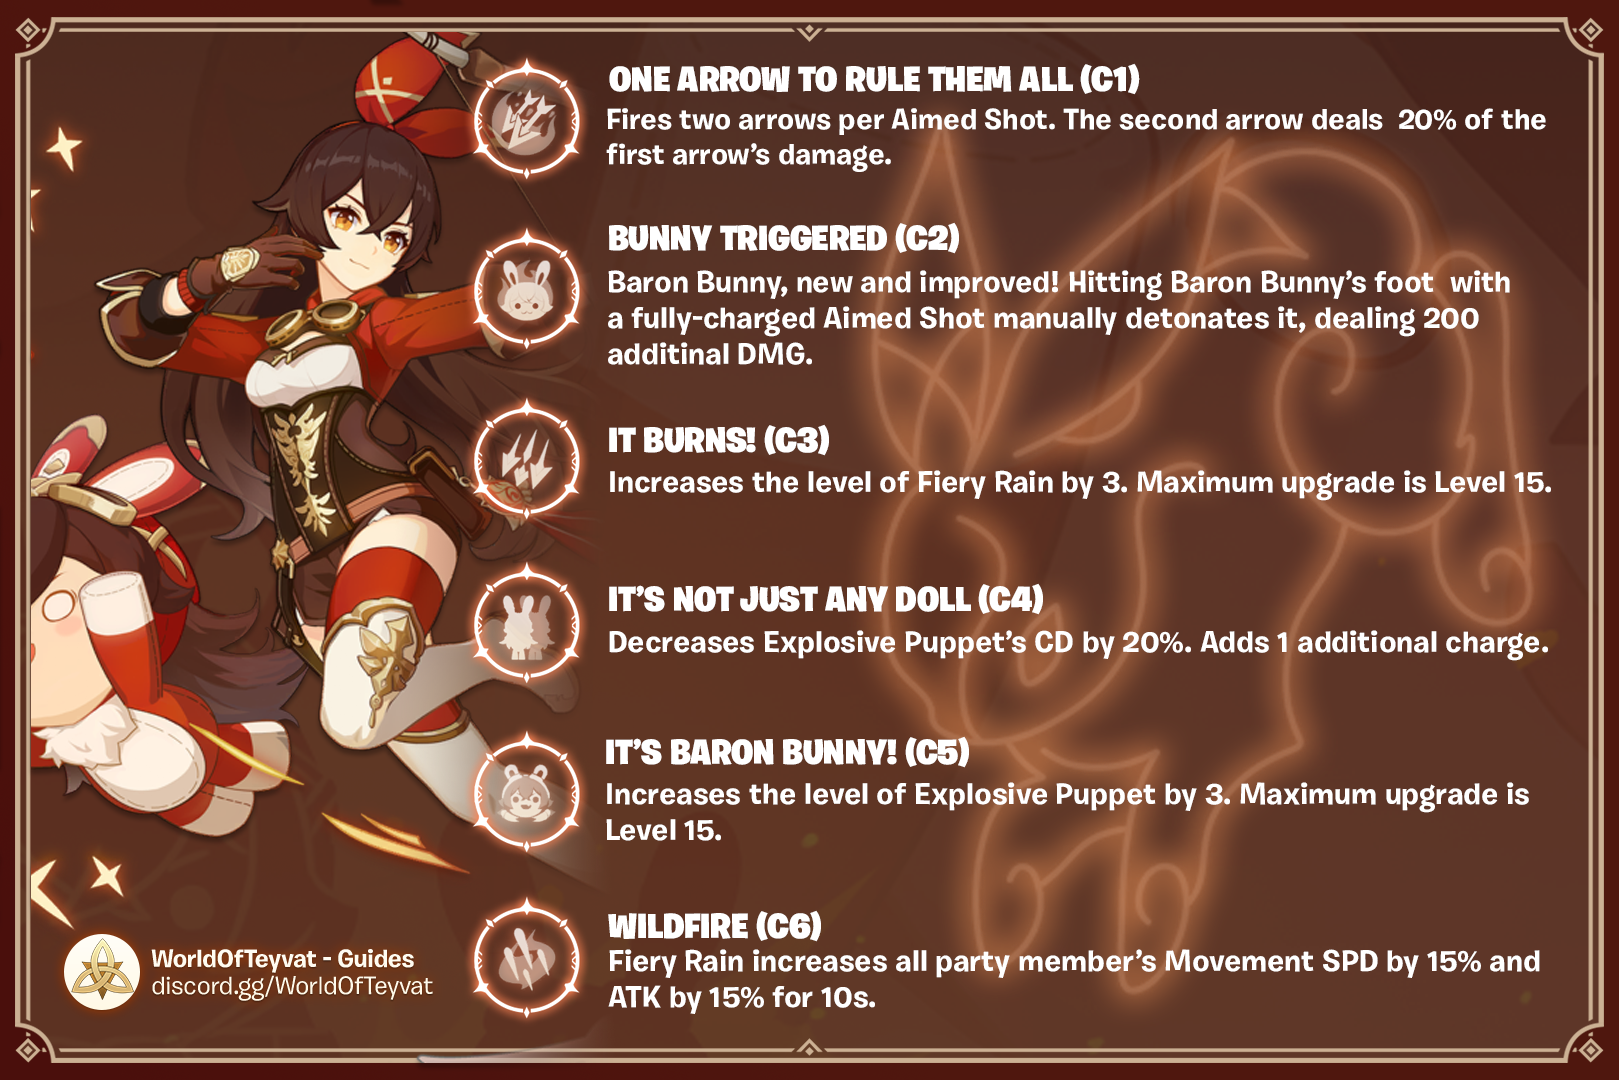 ONE ARROW TO RULE THEM ALL (C1)
Fires two arrows per Aimed Shot. The second arrow deals 20% of the
first arrow's damage.
BUNNY TRIGGERED (C2)
Baron Bunny, new and improved! Hitting Baron Bunny's foot with
a fully-charged Aimed Shot manually detonates it, dealing 200
additinal DMG.
IT BURNS! (C3)
Increases the level of Fiery Rain by 3. Maximum upgrade is Level 15.
IT'S NOT JUST ANY DOLL (C4)
Decreases Explosive Puppet's CD by 20%. Adds 1 additional charge.
IT'S BARON BUNNY! (C5)
Increases the level of Explosive Puppet by 3. Maximum upgrade is
Level 15.
WILDFIRE (C6)
Fiery Rain increases all party member's Movement SPD by 15% and
ATK by 15% for 10s.
WorldOfTeyvat - Guides
discord.gg/WorldOfTeyvat